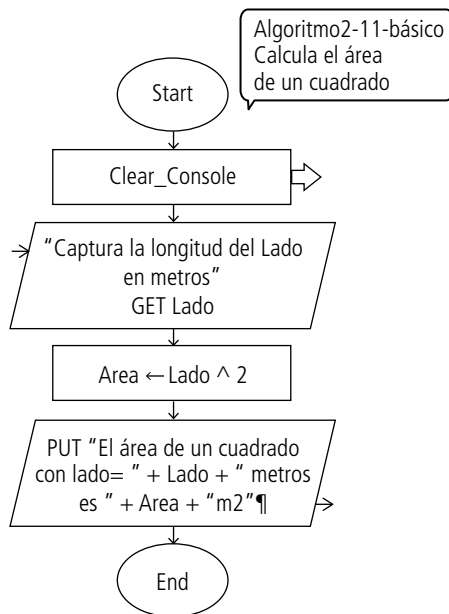 Algoritmo2-11-básico
Calcula el área
de un cuadrado
Start
Clear_Console
"Captura la longitud del Lado
en metros"
GET Lado
Area ← Lado ^ 2
PUT "El área de un cuadrado
con lado= " + Lado + " metros
es " + Area + "m2"¶
End